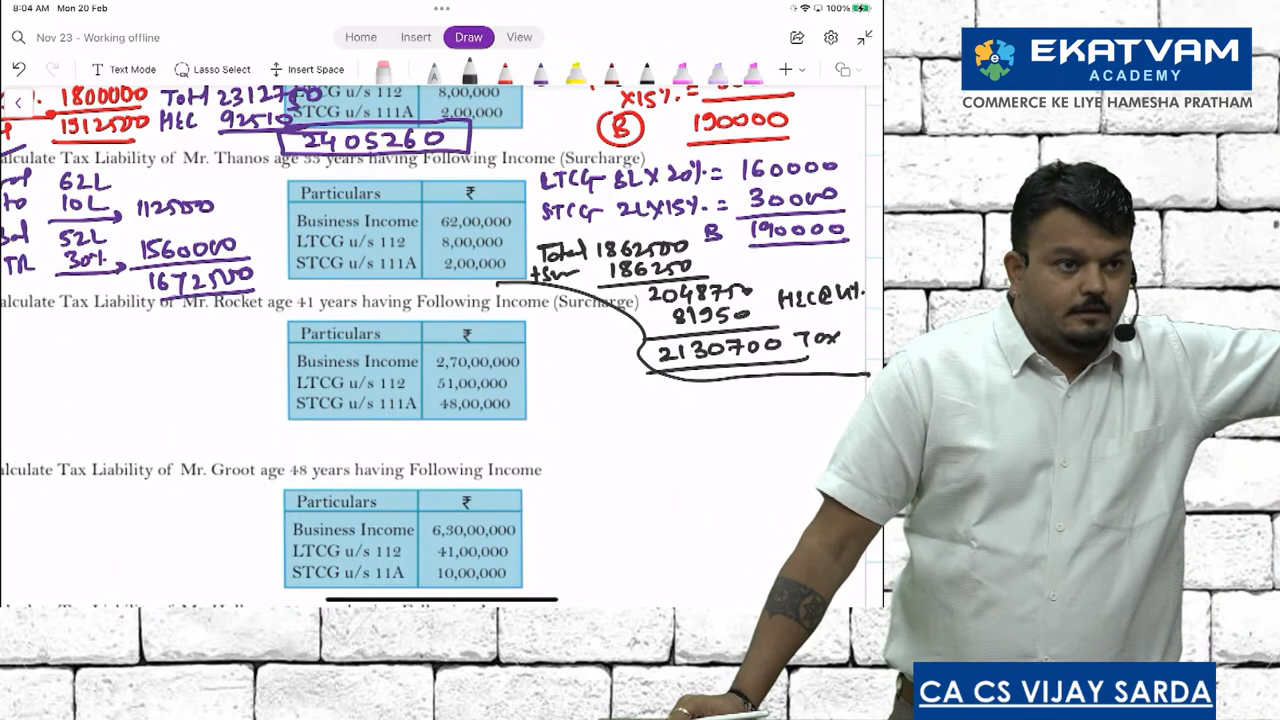 8:04 AM Mon 20 Feb
100%
Nov 23 - Working offline
Home Insert Draw View
Text Mode Lasso Select Insert Space
EKATVAM
ACADEMY
COMMERCE KE LIYE HAMESHA PRATHAM
1800000
1912500
Total
H&C
2405260
8,00,000
STCG u/s 111A 2,00,000
X15% =
B 190000
alculate Tax Liability of Mr. Thanos age 33 years having Following Income (Surcharge)
62L
10L 1125000
52L
30% 1560000
1672500
Particulars ₹
Business Income 62,00,000
LTCG u/s 112 8,00,000
STCG u/s 111A 2,00,000
LTCG 8L X 20% = 160000
STCG 2L X 15% = 30000
B 190000
Total 1862500
+Sur 186250
2048750
81950 H&C@4%
2130700 Tax
alculate Tax Liability of Mr. Rocket age 41 years having Following Income (Surcharge)
Particulars ₹
Business Income 2,70,00,000
LTCG u/s 112 51,00,000
STCG u/s 111A 48,00,000
alculate Tax Liability of Mr. Groot age 48 years having Following Income
Particulars ₹
Business Income 6,30,00,000
LTCG u/s 112 41,00,000
STCG u/s 11A 10,00,000
CA CS VIJAY SARDA